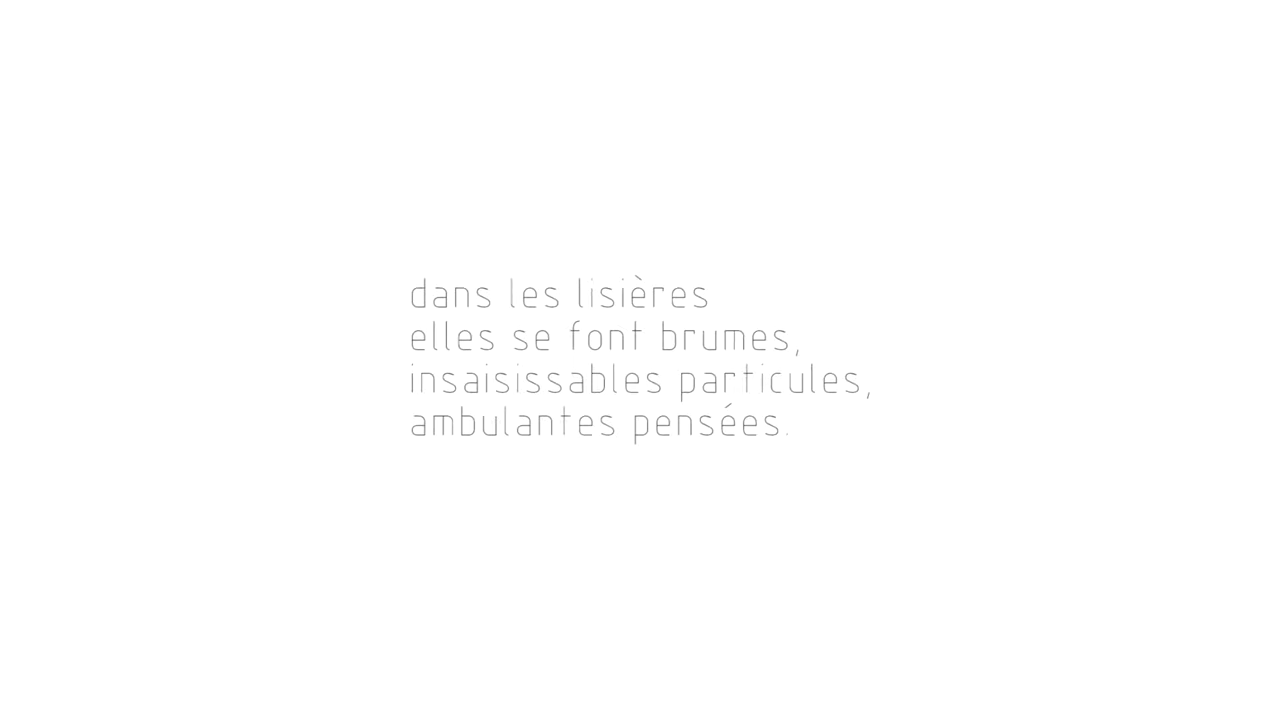 dans les lisières
elles se font brumes,
insaisissables particules,
ambulantes pensées.